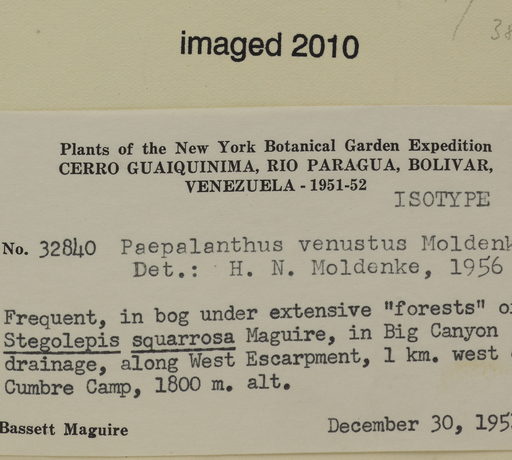 38
imaged 2010
Plants of the New York Botanical Garden Expedition
CERRO GUAIQUINIMA, RIO PARAGUA, BOLIVAR,
VENEZUELA - 1951-52
ISOTYPE
No. 32840 Paepalanthus venustus Moldenk
Det.: H. N. Moldenke, 1956
Frequent, in bog under extensive "forests" o
Stegolepis squarrosa Maguire, in Big Canyon
drainage, along West Escarpment, 1 km. west
Cumbre Camp, 1800 m. alt.
Bassett Maguire
December 30, 195